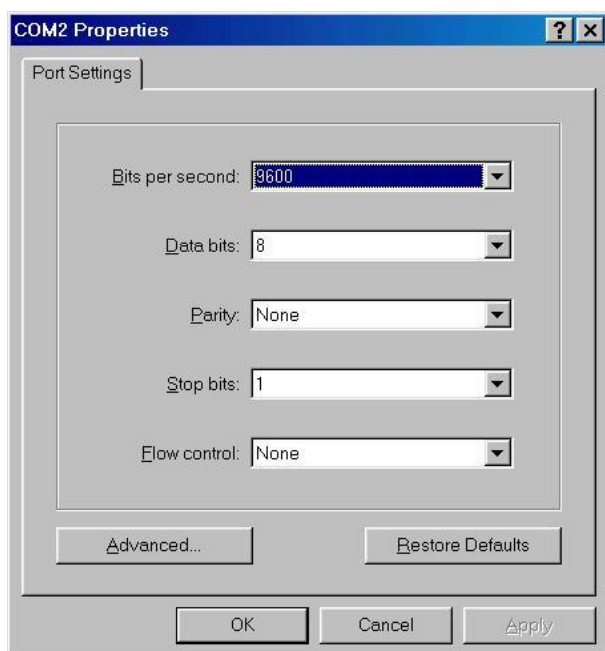 COM2 Properties
Port Settings
Bits per second: 9600
Data bits: 8
Parity: None
Stop bits: 1
Flow control: None
Advanced... Restore Defaults
OK Cancel Apply